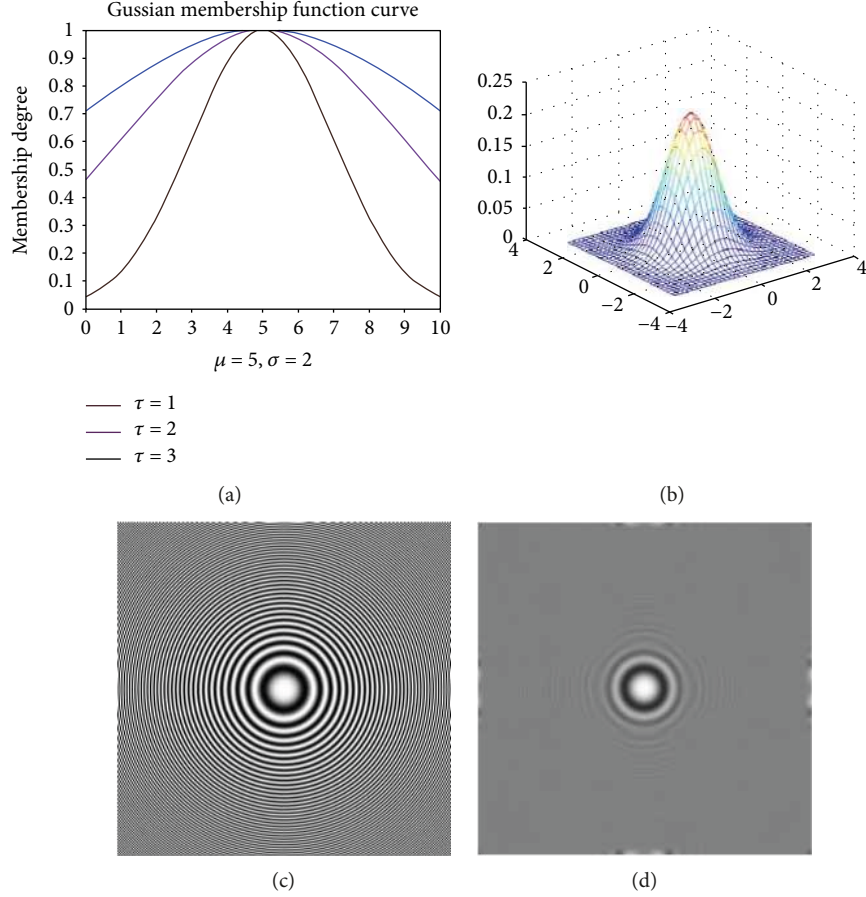 Gussian membership function curve
Membership degree
1
0.9
0.8
0.7
0.6
0.5
0.4
0.3
0.2
0.1
0
0 1 2 3 4 5 6 7 8 9 10
μ = 5, σ = 2
τ = 1
τ = 2
τ = 3
(a)
0.25
0.2
0.15
0.1
0.05
0
4
2
0
−2
−4
−4
−2
0
2
4
(b)
(c)
(d)